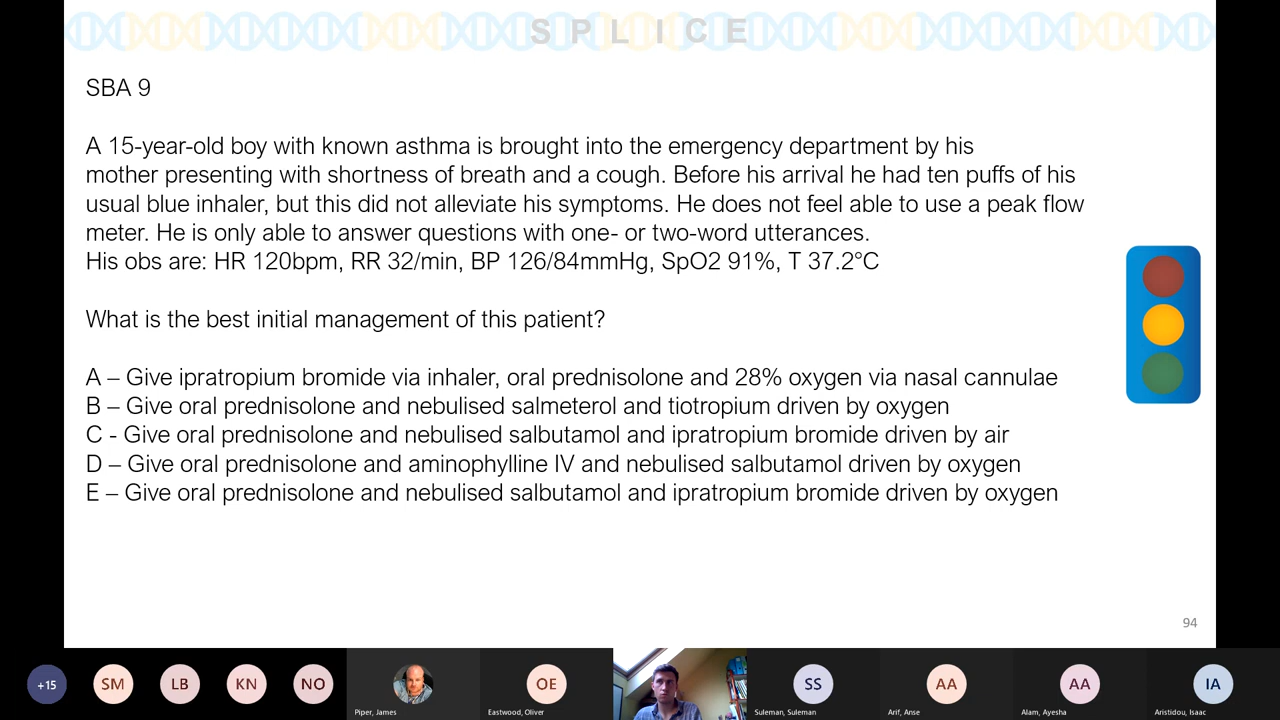 S P L I C E
SBA 9
A 15-year-old boy with known asthma is brought into the emergency department by his
mother presenting with shortness of breath and a cough. Before his arrival he had ten puffs of his
usual blue inhaler, but this did not alleviate his symptoms. He does not feel able to use a peak flow
meter. He is only able to answer questions with one- or two-word utterances.
His obs are: HR 120bpm, RR 32/min, BP 126/84mmHg, SpO2 91%, T 37.2°C
What is the best initial management of this patient?
A – Give ipratropium bromide via inhaler, oral prednisolone and 28% oxygen via nasal cannulae
B – Give oral prednisolone and nebulised salmeterol and tiotropium driven by oxygen
C - Give oral prednisolone and nebulised salbutamol and ipratropium bromide driven by air
D – Give oral prednisolone and aminophylline IV and nebulised salbutamol driven by oxygen
E – Give oral prednisolone and nebulised salbutamol and ipratropium bromide driven by oxygen
94
+15 SM LB KN NO OE SS AA AA IA
Piper, James Eastwood, Oliver Suleman, Suleman Arif, Anse Alam, Ayesha Aristidou, Isaac